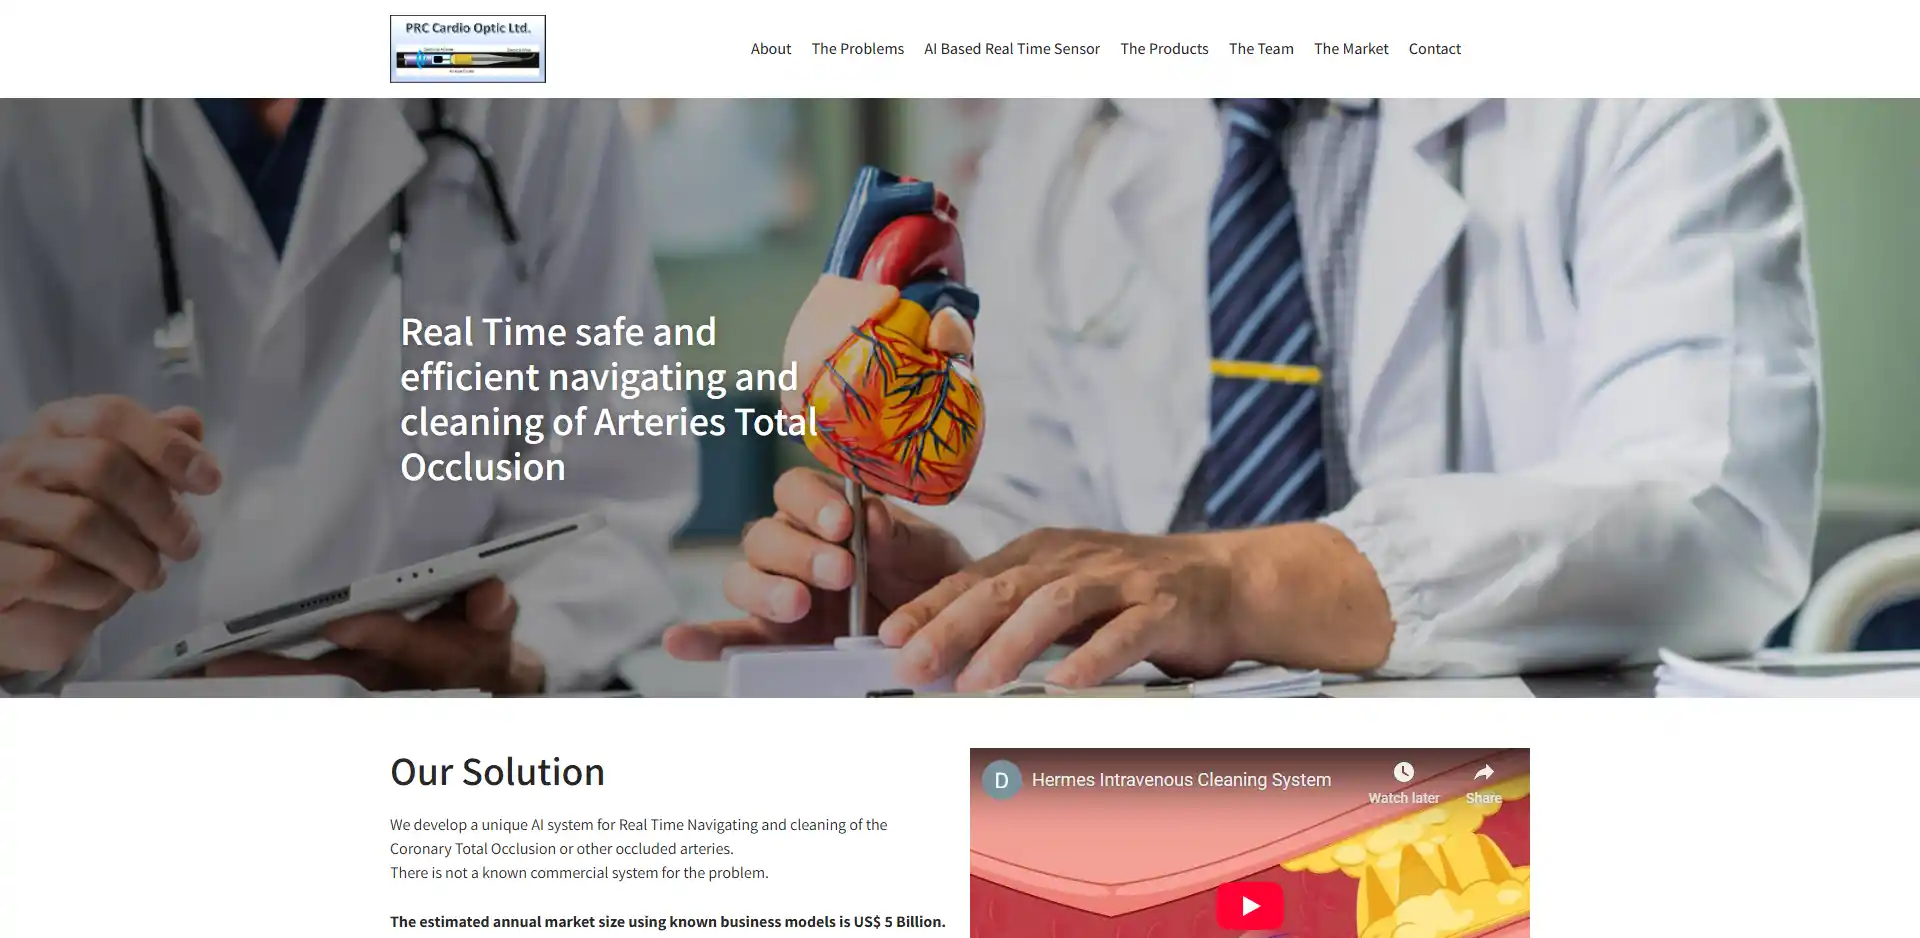 PRC Cardio Optic Ltd.
About
The Problems
AI Based Real Time Sensor
The Products
The Team
The Market
Contact
Real Time safe and
efficient navigating and
cleaning of Arteries Total
Occlusion
Our Solution
We develop a unique AI system for Real Time Navigating and cleaning of the
Coronary Total Occlusion or other occluded arteries.
There is not a known commercial system for the problem.
The estimated annual market size using known business models is US$ 5 Billion.
D
Hermes Intravenous Cleaning System
Watch later
Share